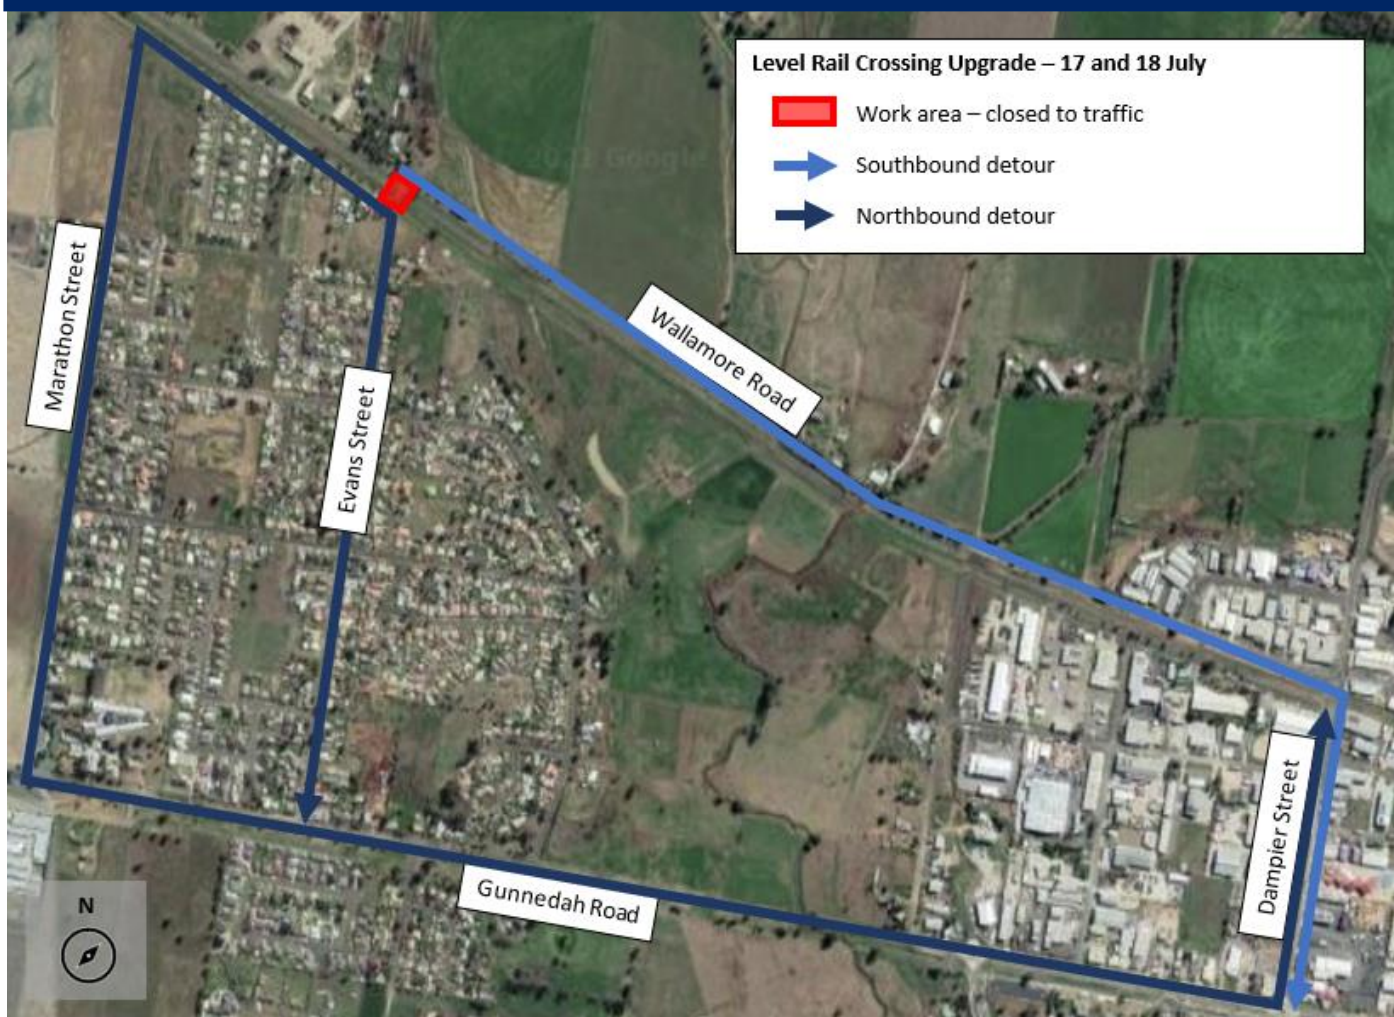 Level Rail Crossing Upgrade – 17 and 18 July
Work area – closed to traffic
Southbound detour
Northbound detour
Google
Wallamore Road
Marathon Street
Evans Street
Dampier Street
Gunnedah Road
N